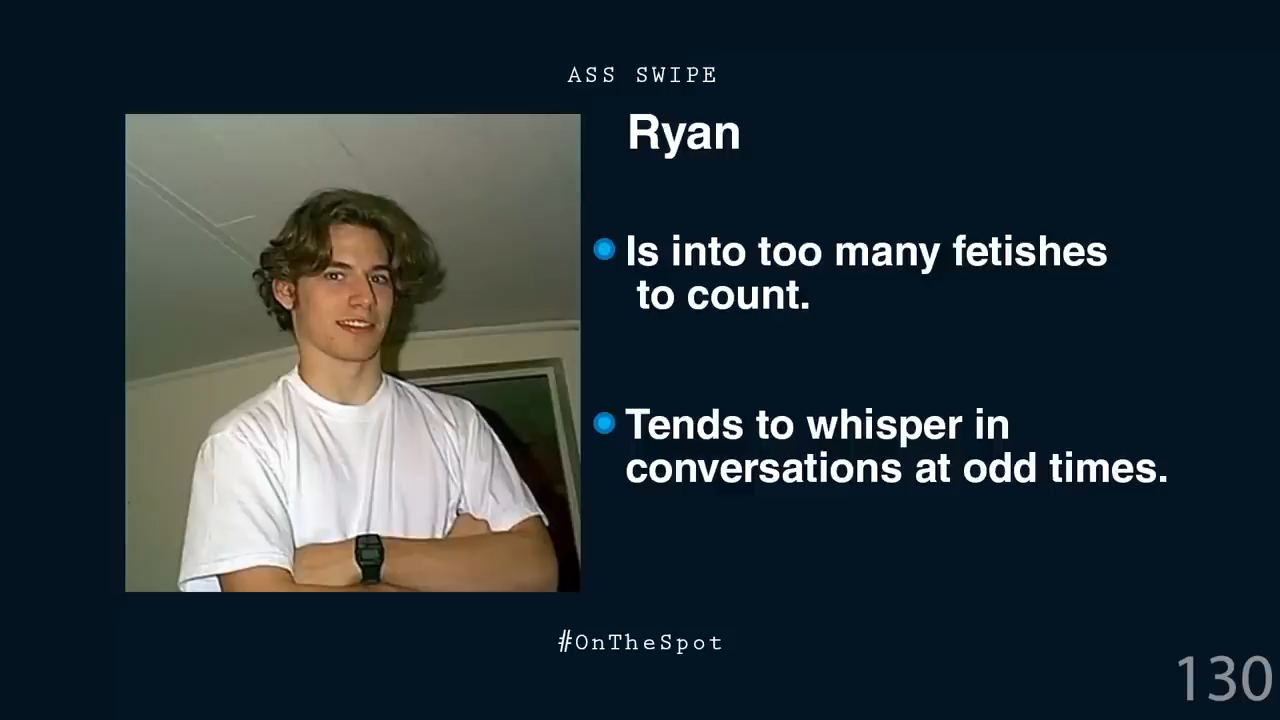 ASS SWIPE
Ryan
Is into too many fetishes
to count.
Tends to whisper in
conversations at odd times.
#OnTheSpot
130